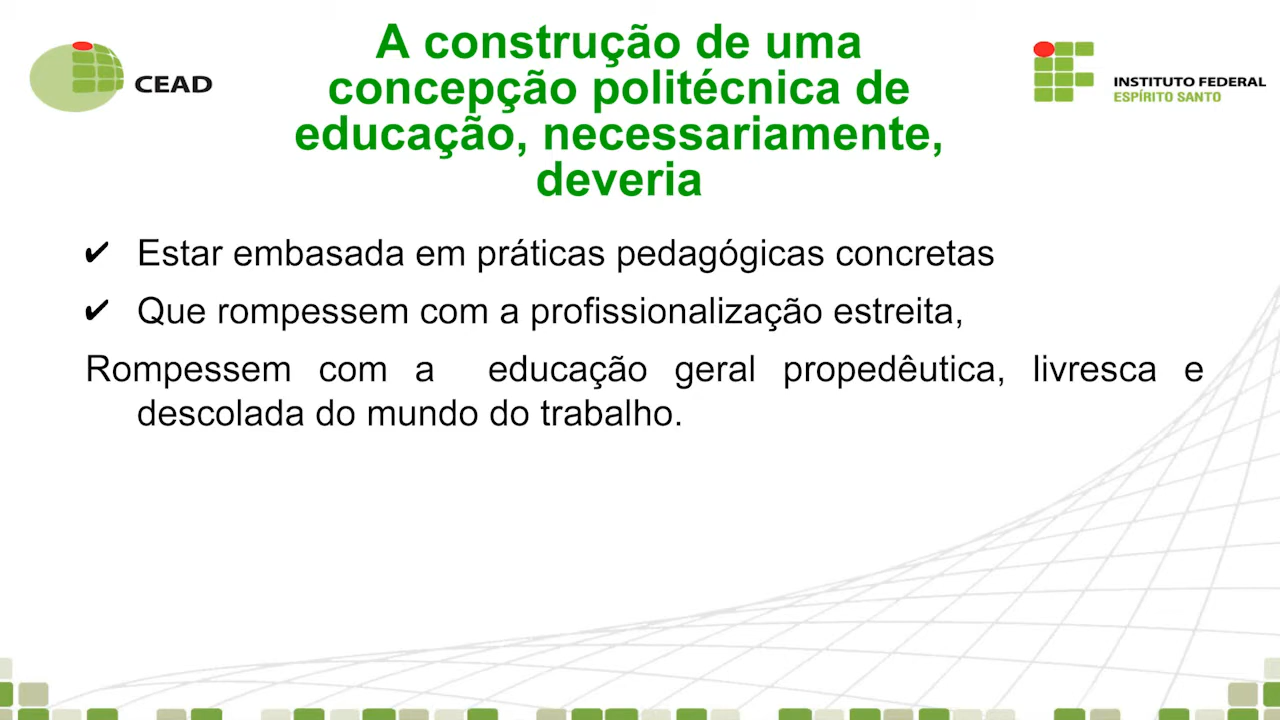 A construção de uma
concepção politécnica de
educação, necessariamente,
deveria
CEAD
INSTITUTO FEDERAL
ESPÍRITO SANTO
✔ Estar embasada em práticas pedagógicas concretas
✔ Que rompessem com a profissionalização estreita,
Rompessem com a educação geral propedêutica, livresca e
descolada do mundo do trabalho.